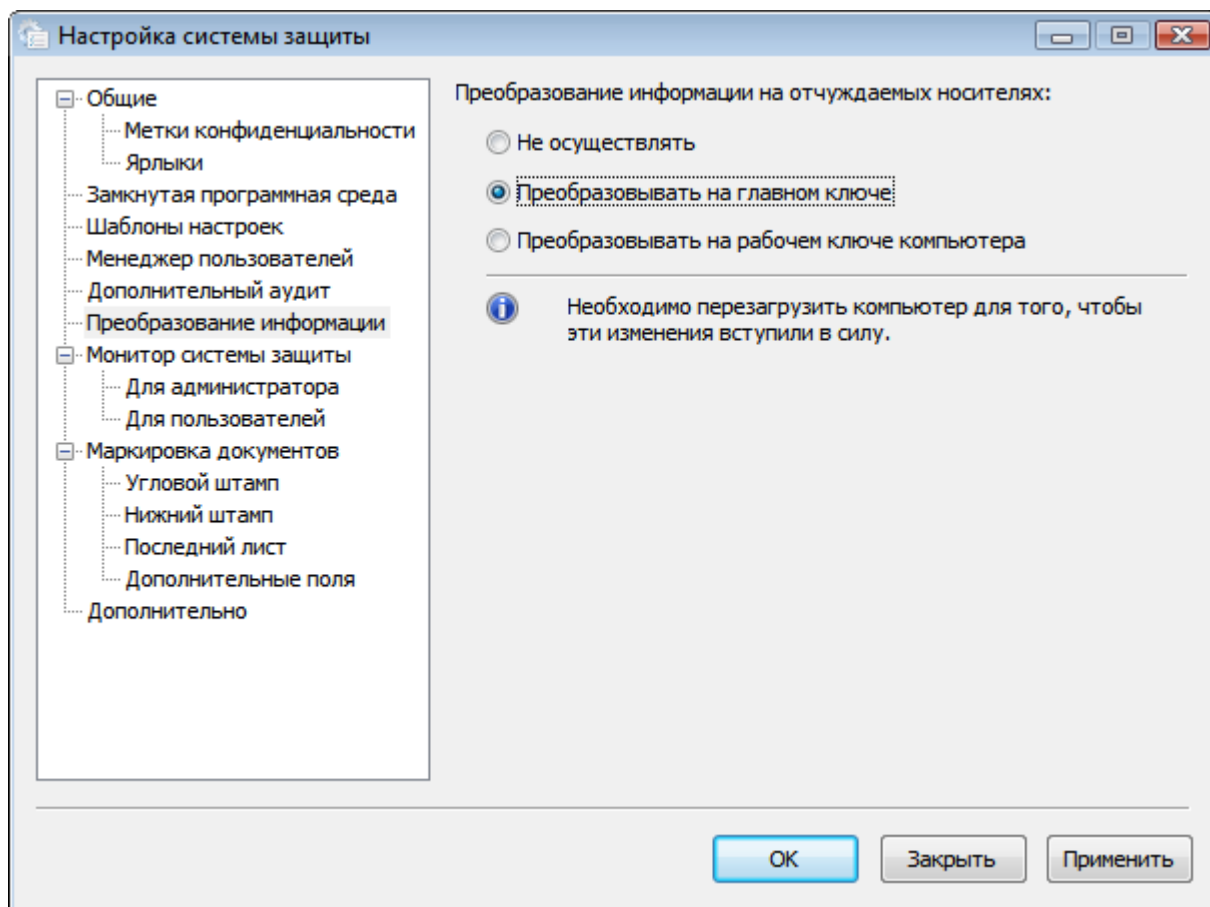 Настройка системы защиты
Общие
Метки конфиденциальности
Ярлыки
Замкнутая программная среда
Шаблоны настроек
Менеджер пользователей
Дополнительный аудит
Преобразование информации
Монитор системы защиты
Для администратора
Для пользователей
Маркировка документов
Угловой штамп
Нижний штамп
Последний лист
Дополнительные поля
Дополнительно
Преобразование информации на отчуждаемых носителях:
Не осуществлять
Преобразовывать на главном ключе
Преобразовывать на рабочем ключе компьютера
Необходимо перезагрузить компьютер для того, чтобы
эти изменения вступили в силу.
OK
Закрыть
Применить